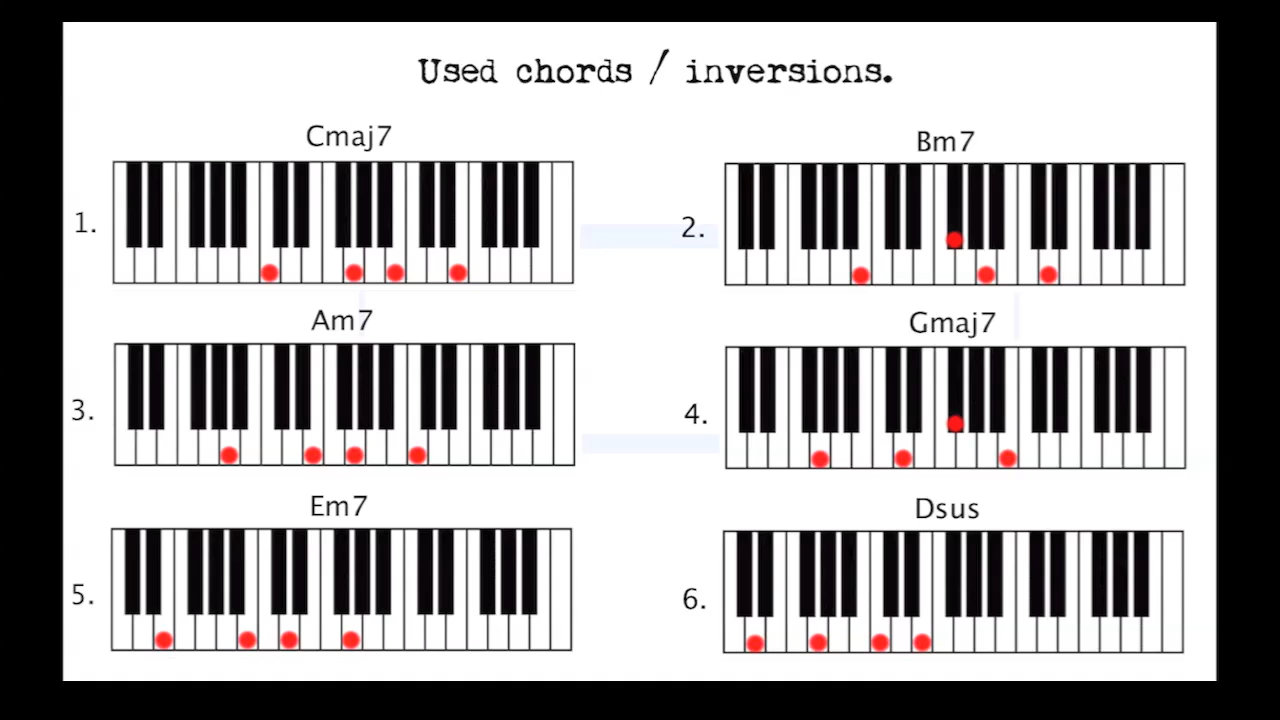 Used chords / inversions.
Cmaj7
1.
Bm7
2.
Am7
3.
Gmaj7
4.
Em7
5.
Dsus
6.